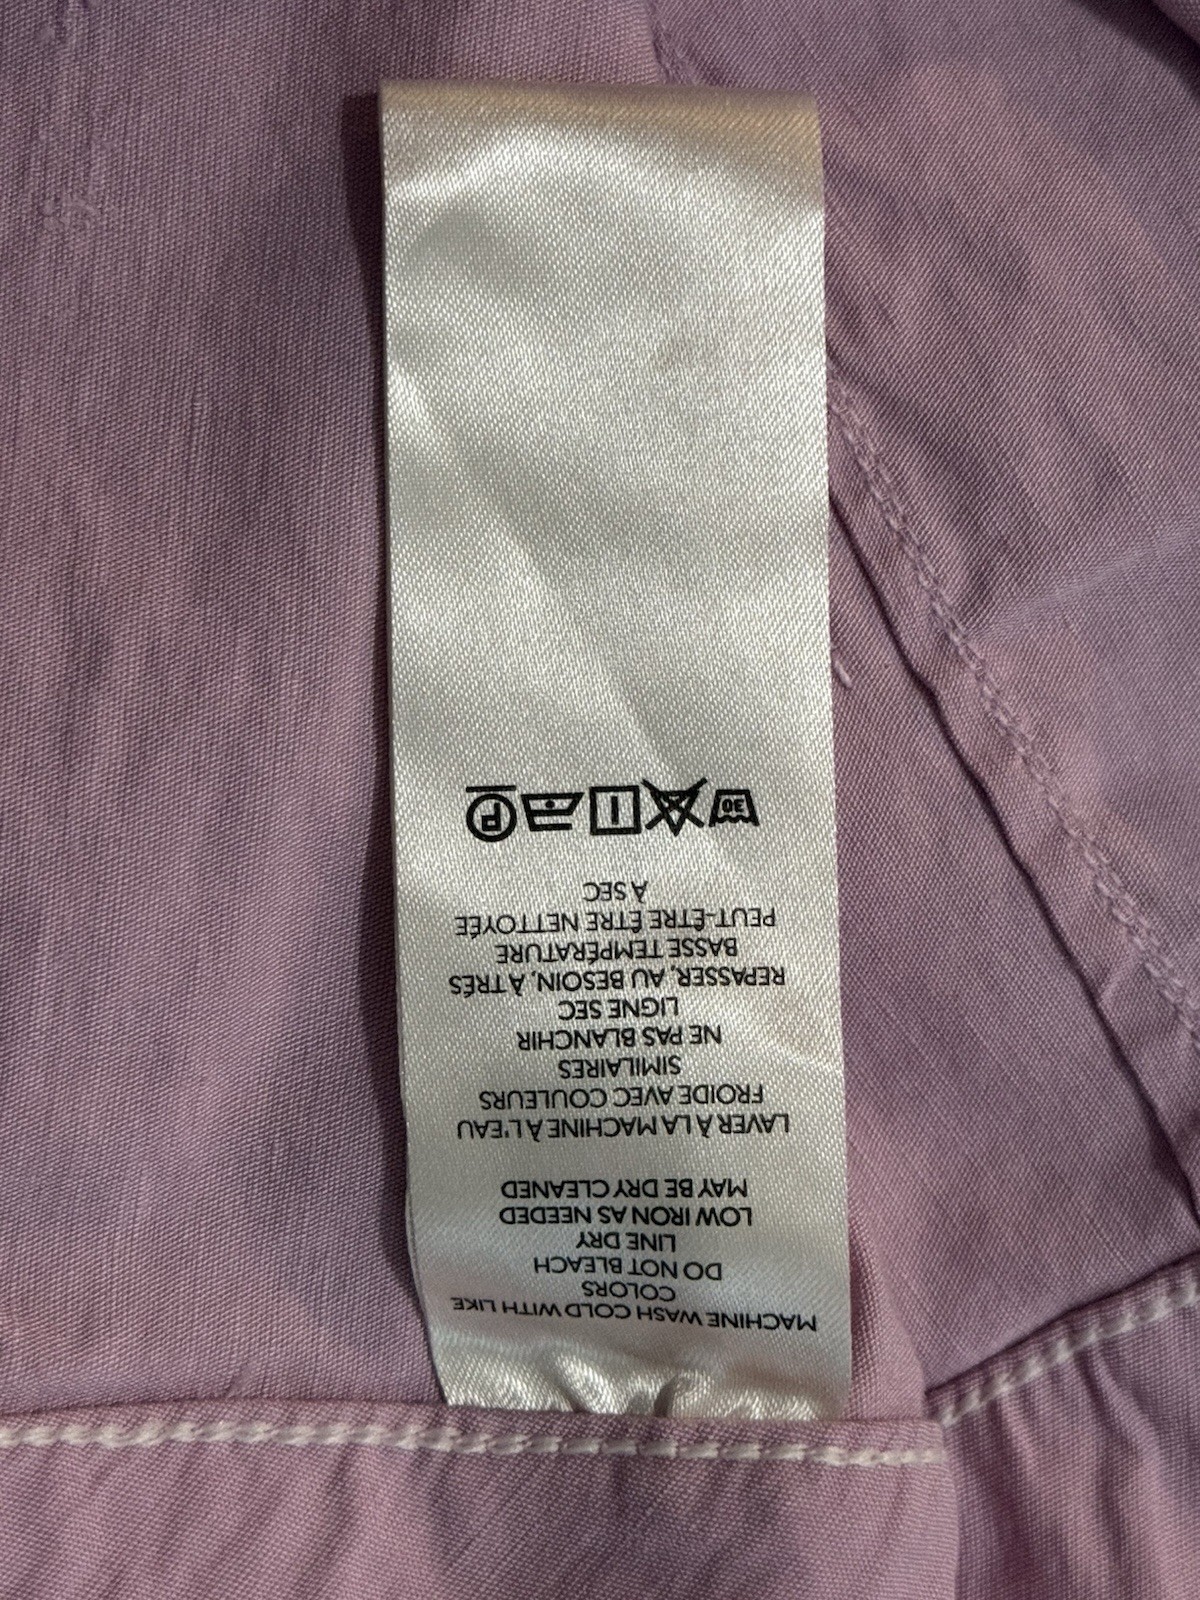 MACHINE WASH COLD WITH LIKE
COLORS
DO NOT BLEACH
LINE DRY
LOW IRON AS NEEDED
MAY BE DRY CLEANED
LAVER À LA MACHINE À L'EAU
FROIDE AVEC COULEURS
SIMILAIRES
NE PAS BLANCHIR
LIGNE SEC
REPASSER, AU BESOIN, À TRÉS
BASSE TEMPÉRATURE
PEUT-ÊTRE ÊTRE NETTOYÉE
À SEC
30 P